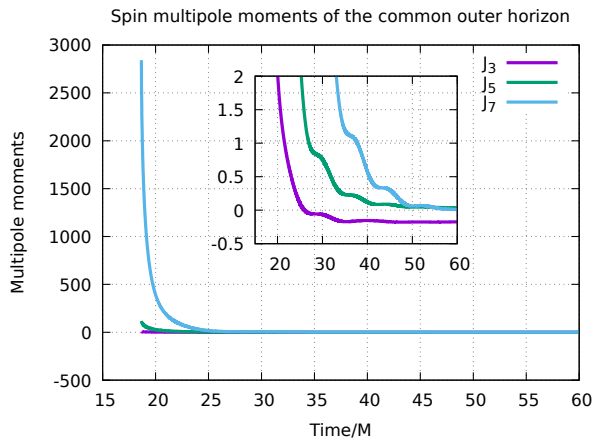 Spin multipole moments of the common outer horizon
J3
J5
J7
Multipole moments
3000
2500
2000
1500
1000
500
0
-500
2
1.5
1
0.5
0
-0.5
20 30 40 50 60
15 20 25 30 35 40 45 50 55 60
Time/M